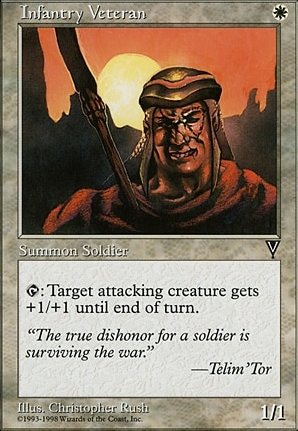 Infantry Veteran
Summon Soldier
: Target attacking creature gets
+1/+1 until end of turn.
“The true dishonor for a soldier is
surviving the war.”
—Telim’Tor
Illus. Christopher Rush
©1993-1998 Wizards of the Coast, Inc.
1/1